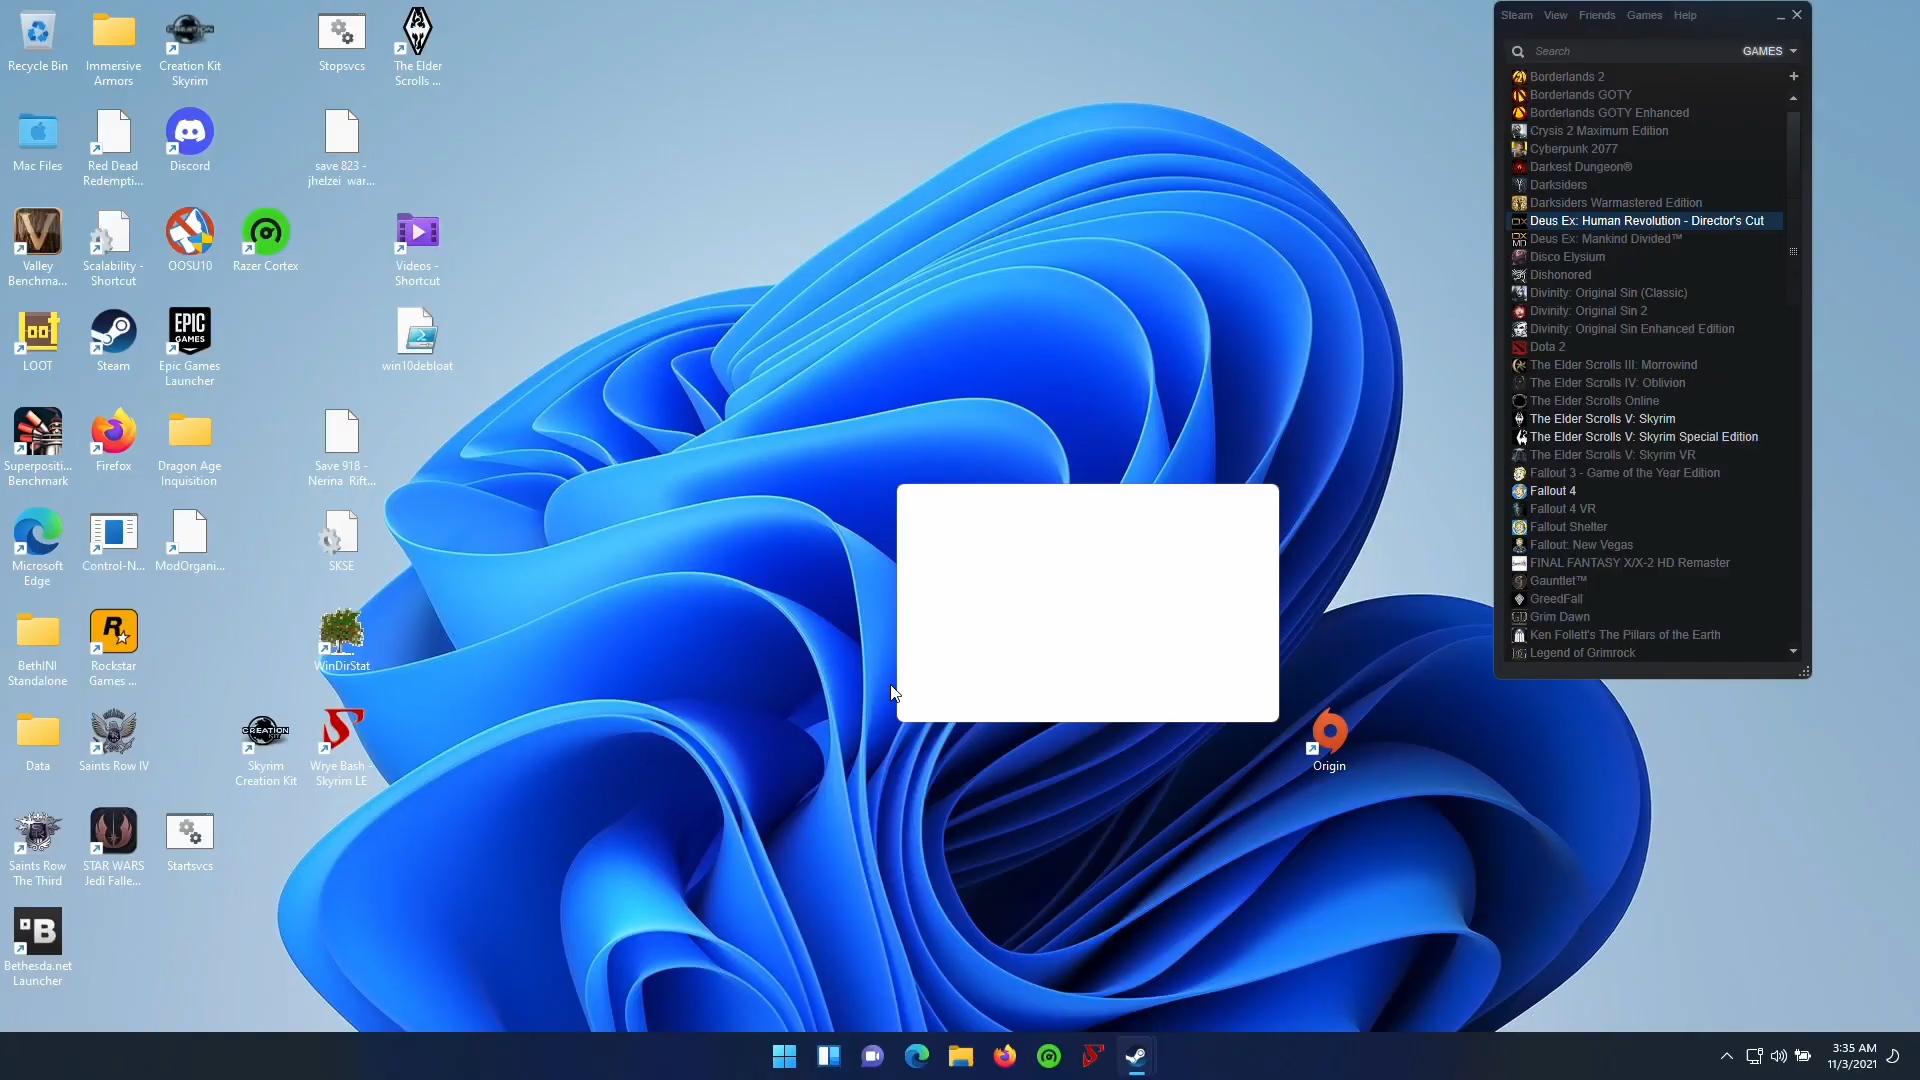 Recycle Bin
Immersive
Armors
Creation Kit
Skyrim
Stopsvcs
The Elder
Scrolls ...
Mac Files
Red Dead
Redempti...
Discord
save 823 -
jhelzei war...
Valley
Benchma...
Scalability -
Shortcut
OOSU10
Razer Cortex
Videos -
Shortcut
LOOT
Steam
EPIC
GAMES
Epic Games
Launcher
win10debloat
Superpositi...
Benchmark
Firefox
Dragon Age
Inquisition
Save 918 -
Nerina Rift...
Microsoft
Edge
Control-N...
ModOrgani...
SKSE
BethINI
Standalone
Rockstar
Games ...
WinDirStat
Data
Saints Row IV
CREATION
Skyrim
Creation Kit
Wrye Bash -
Skyrim LE
Origin
Saints Row
The Third
STAR WARS
Jedi Falle...
Startsvcs
B
Bethesda.net
Launcher
Steam View Friends Games Help
Search GAMES
Borderlands 2
Borderlands GOTY
Borderlands GOTY Enhanced
Crysis 2 Maximum Edition
Cyberpunk 2077
Darkest Dungeon®
Darksiders
Darksiders Warmastered Edition
Deus Ex: Human Revolution - Director's Cut
Deus Ex: Mankind Divided™
Disco Elysium
Dishonored
Divinity: Original Sin (Classic)
Divinity: Original Sin 2
Divinity: Original Sin Enhanced Edition
Dota 2
The Elder Scrolls III: Morrowind
The Elder Scrolls IV: Oblivion
The Elder Scrolls Online
The Elder Scrolls V: Skyrim
The Elder Scrolls V: Skyrim Special Edition
The Elder Scrolls V: Skyrim VR
Fallout 3 - Game of the Year Edition
Fallout 4
Fallout 4 VR
Fallout Shelter
Fallout: New Vegas
FINAL FANTASY X/X-2 HD Remaster
Gauntlet™
GreedFall
Grim Dawn
Ken Follett's The Pillars of the Earth
Legend of Grimrock
3:35 AM
11/3/2021